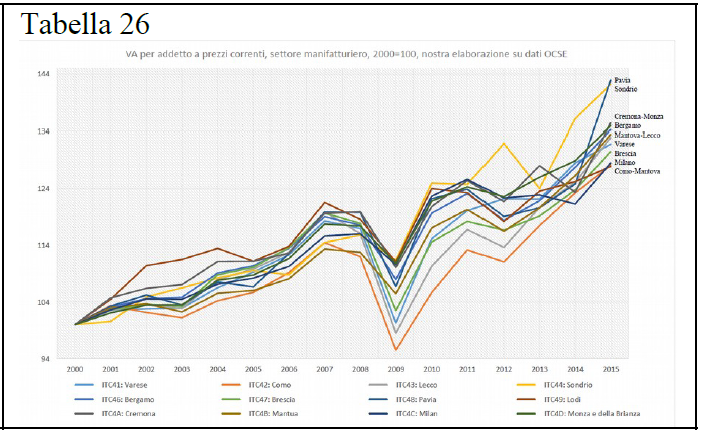 Tabella 26
VA per addetto a prezzi correnti, settore manifatturiero, 2000=100, nostra elaborazione su dati OCSE
144
134
124
114
104
94
Pavia
Sondrio
Cremona-Monza
Bergamo
Mantova-Lecco
Varese
Brescia
Milano
Como-Mantova
2000 2001 2002 2003 2004 2005 2006 2007 2008 2009 2010 2011 2012 2013 2014 2015
ITC41: Varese ITC42: Como ITC43: Lecco ITC44: Sondrio
ITC46: Bergamo ITC47: Brescia ITC48: Pavia ITC49: Lodi
ITC4A: Cremona ITC4B: Mantua ITC4C: Milan ITC4D: Monza e della Brianza